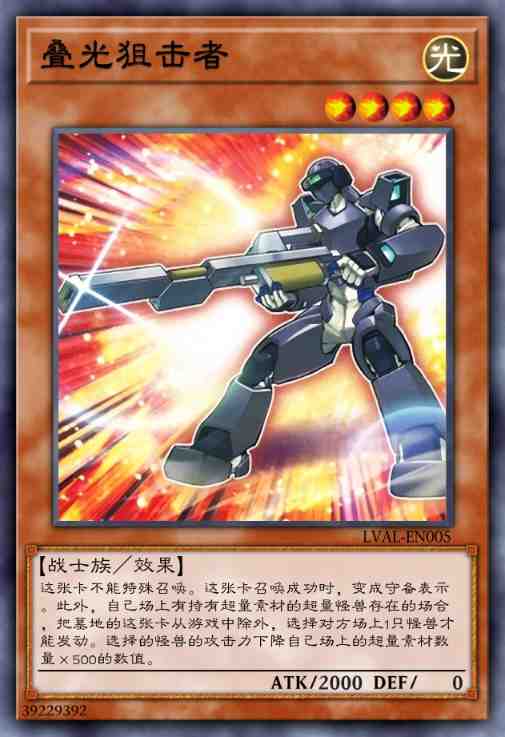 叠光狙击者
光
LVAL-EN005
【战士族／效果】
这张卡不能特殊召唤。这张卡召唤成功时，变成守备表示
。此外，自己场上有持有超量素材的超量怪兽存在的场合
，把墓地的这张卡从游戏中除外，选择对方场上1只怪兽才
能发动。选择的怪兽的攻击力下降自己场上的超量素材数
量×500的数值。
ATK/2000 DEF/ 0
39229392